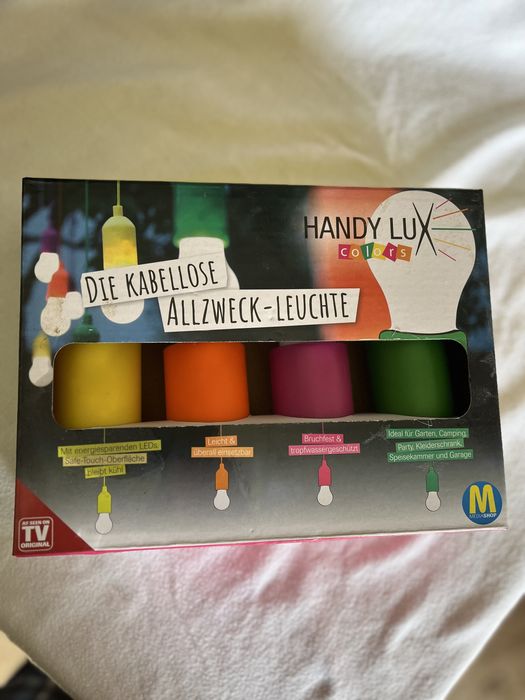 HANDY LUX
colors
DIE KABELLOSE
ALLZWECK-LEUCHTE
Mit energiesparenden LEDs,
Safe-Touch-Oberfläche
bleibt kühl
Leicht &
überall einsetzbar
Bruchfest &
tropfwassergeschützt
Ideal für Garten, Camping,
Party, Kleiderschrank,
Speisekammer und Garage
AS SEEN ON
TV
ORIGINAL
M
MEDIASHOP